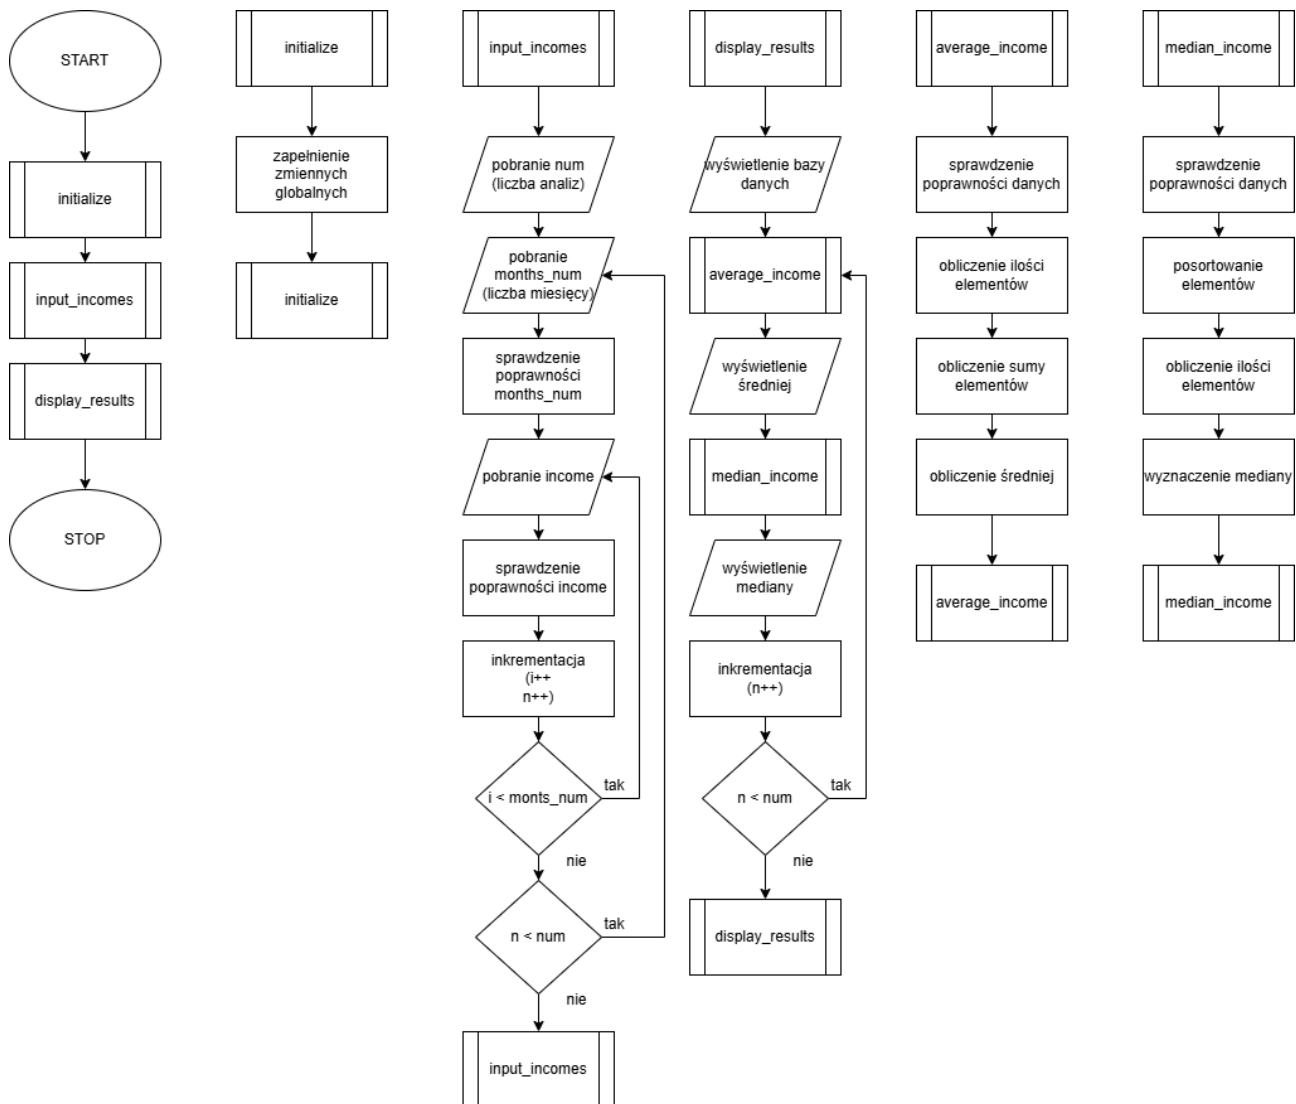 START
initialize
input_incomes
display_results
STOP
initialize
zapełnienie
zmiennych
globalnych
initialize
input_incomes
pobranie num
(liczba analiz)
pobranie
months_num
(liczba miesięcy)
sprawdzenie
poprawności
months_num
pobranie income
sprawdzenie
poprawności income
inkrementacja
(i++
n++)
i < monts_num
tak
nie
n < num
tak
nie
input_incomes
display_results
wyświetlenie bazy
danych
average_income
wyświetlenie
średniej
median_income
wyświetlenie
mediany
inkrementacja
(n++)
n < num
tak
nie
display_results
average_income
sprawdzenie
poprawności danych
obliczenie ilości
elementów
obliczenie sumy
elementów
obliczenie średniej
average_income
median_income
sprawdzenie
poprawności danych
posortowanie
elementów
obliczenie ilości
elementów
wyznaczenie mediany
median_income